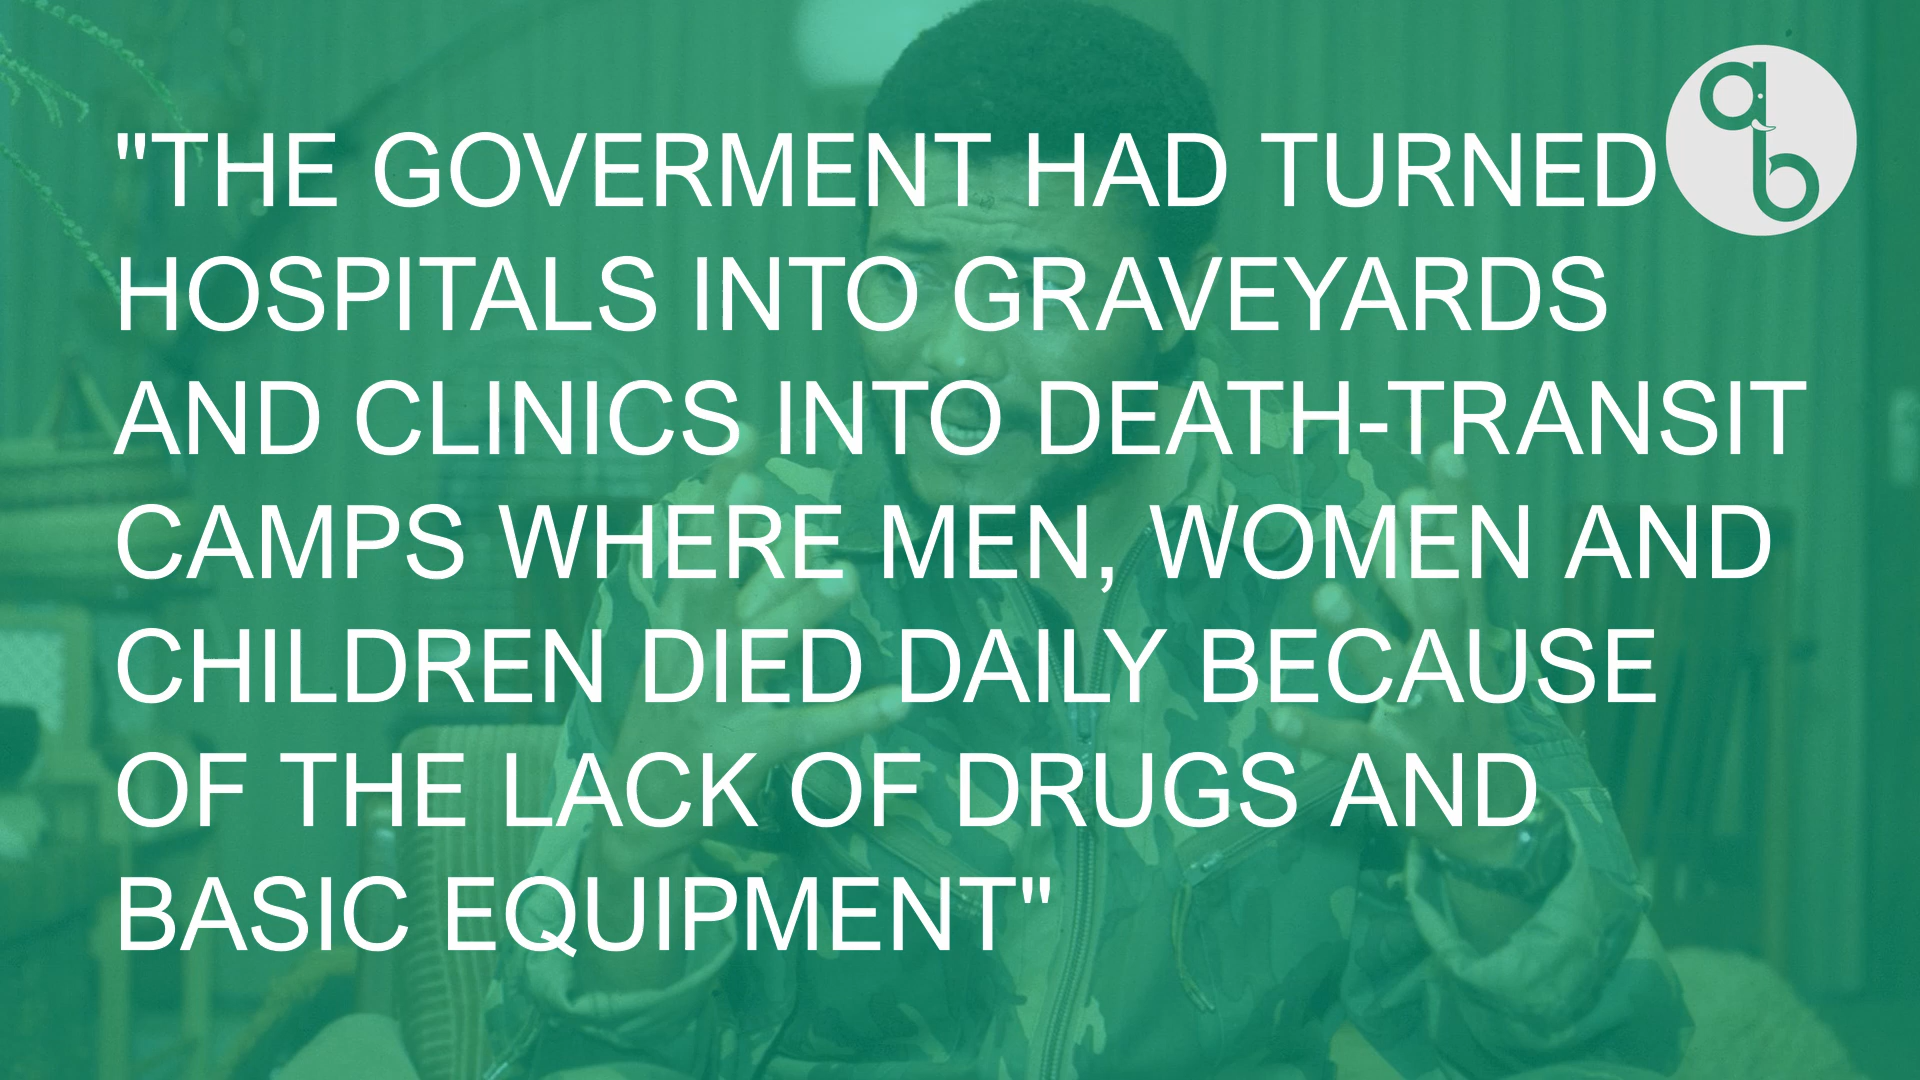 "THE GOVERMENT HAD TURNED
HOSPITALS INTO GRAVEYARDS
AND CLINICS INTO DEATH-TRANSIT
CAMPS WHERE MEN, WOMEN AND
CHILDREN DIED DAILY BECAUSE
OF THE LACK OF DRUGS AND
BASIC EQUIPMENT"
ab